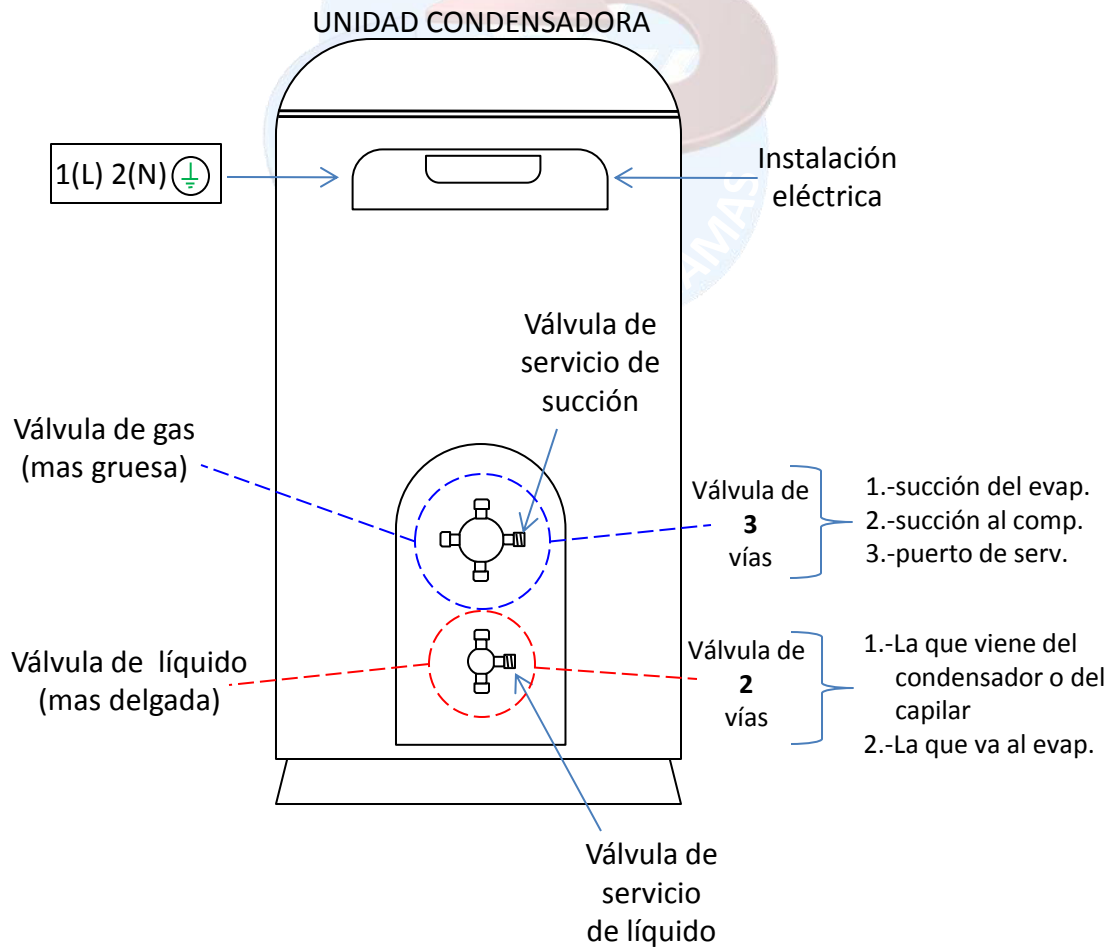 UNIDAD CONDENSADORA
1(L) 2(N)
Instalación
eléctrica
AMAS
Válvula de
servicio de
succión
Válvula de gas
(mas gruesa)
Válvula de
3
vías
1.-succión del evap.
2.-succión al comp.
3.-puerto de serv.
Válvula de líquido
(mas delgada)
Válvula de
2
vías
1.-La que viene del
condensador o del
capilar
2.-La que va al evap.
Válvula de
servicio
de líquido